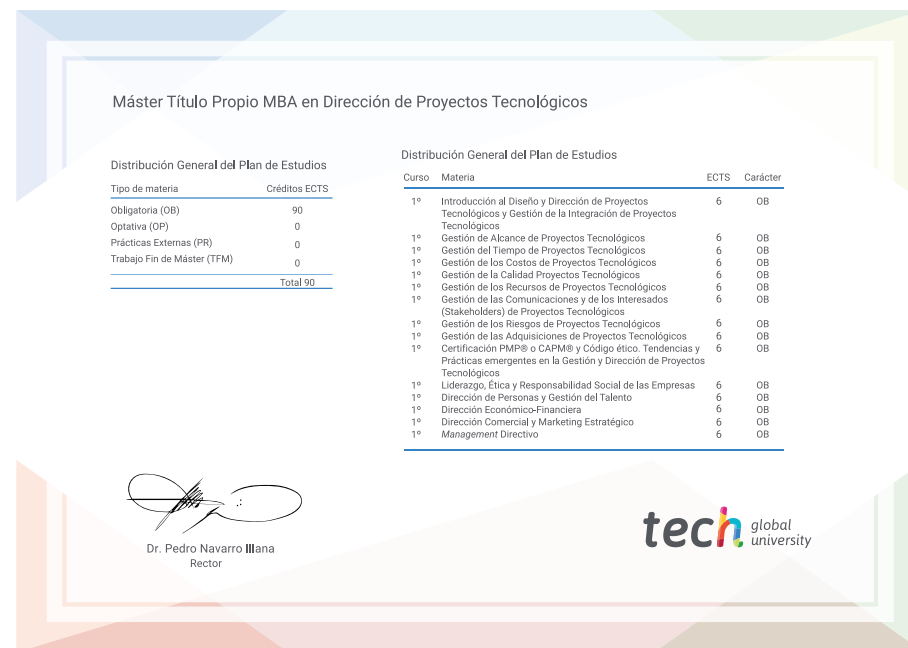 Máster Título Propio MBA en Dirección de Proyectos Tecnológicos
Distribución General del Plan de Estudios
Tipo de materia Créditos ECTS
Obligatoria (OB) 90
Optativa (OP) 0
Prácticas Externas (PR) 0
Trabajo Fin de Máster (TFM) 0
Total 90
Distribución General del Plan de Estudios
Curso Materia ECTS Carácter
1º Introducción al Diseño y Dirección de Proyectos 6 OB
Tecnológicos y Gestión de la Integración de Proyectos
Tecnológicos
1º Gestión de Alcance de Proyectos Tecnológicos 6 OB
1º Gestión del Tiempo de Proyectos Tecnológicos 6 OB
1º Gestión de los Costos de Proyectos Tecnológicos 6 OB
1º Gestión de la Calidad Proyectos Tecnológicos 6 OB
1º Gestión de los Recursos de Proyectos Tecnológicos 6 OB
1º Gestión de las Comunicaciones y de los Interesados 6 OB
(Stakeholders) de Proyectos Tecnológicos
1º Gestión de los Riesgos de Proyectos Tecnológicos 6 OB
1º Gestión de las Adquisiciones de Proyectos Tecnológicos 6 OB
1º Certificación PMP® o CAPM® y Código ético. Tendencias y 6 OB
Prácticas emergentes en la Gestión y Dirección de Proyectos
Tecnológicos
1º Liderazgo, Ética y Responsabilidad Social de las Empresas 6 OB
1º Dirección de Personas y Gestión del Talento 6 OB
1º Dirección Económico-Financiera 6 OB
1º Dirección Comercial y Marketing Estratégico 6 OB
1º Management Directivo 6 OB
Dr. Pedro Navarro Illana
Rector
tech global
university